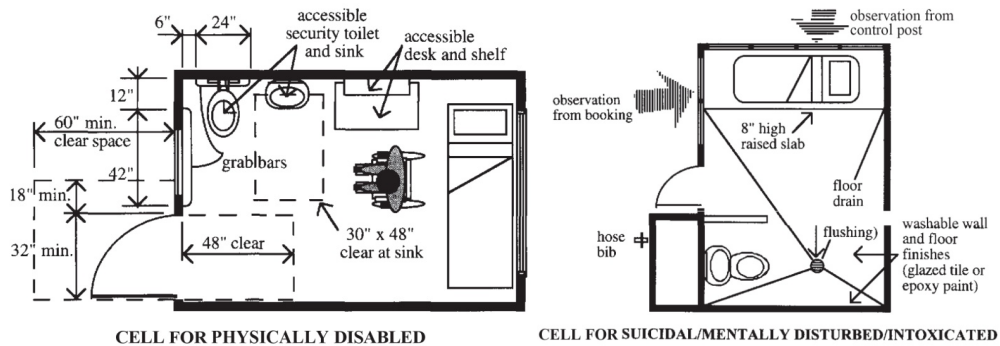 6" 24"
accessible
security toilet
and sink
accessible
desk and shelf
12"
60" min.
clear space
grab bars
42"
18" min.
32" min.
48" clear
30" x 48"
clear at sink
CELL FOR PHYSICALLY DISABLED
observation from
control post
observation
from booking
8" high
raised slab
floor
drain
flushing)
hose
bib
washable wall
and floor
finishes
(glazed tile or
epoxy paint)
CELL FOR SUICIDAL/MENTALLY DISTURBED/INTOXICATED